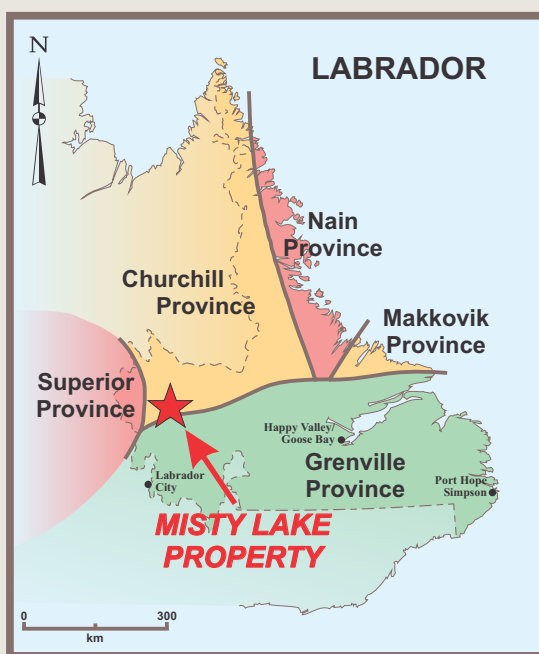 N
LABRADOR
Nain
Province
Churchill
Province
Makkovik
Province
Superior
Province
Happy Valley/
Goose Bay
Grenville
Province
Labrador
City
Port Hope
Simpson
MISTY LAKE
PROPERTY
0 300
km